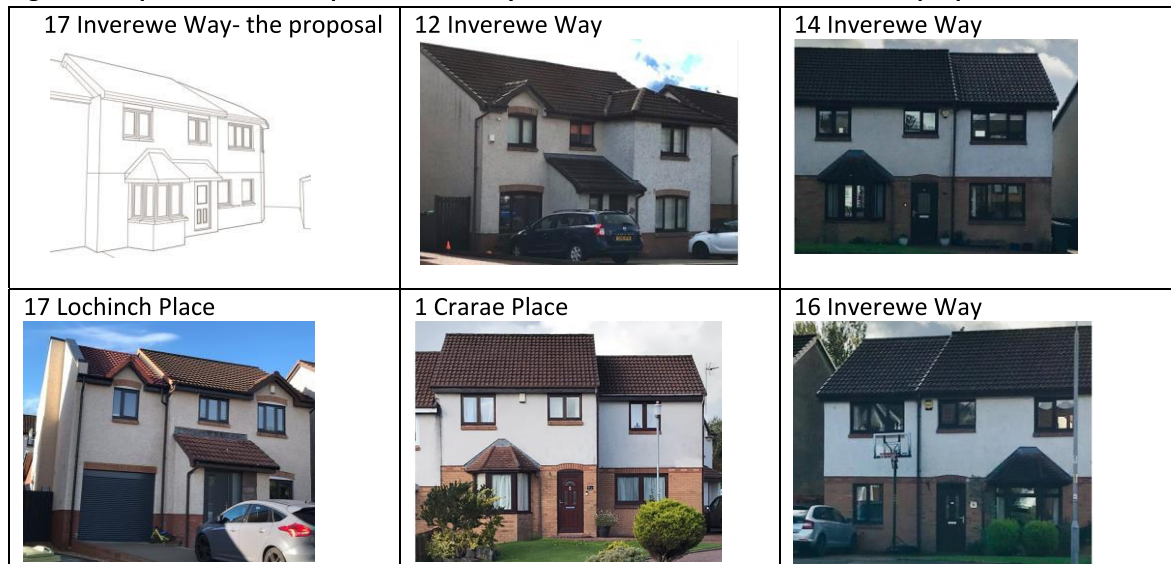 17 Inverewe Way- the proposal
12 Inverewe Way
14 Inverewe Way
17 Lochinch Place
1 Crarae Place
16 Inverewe Way